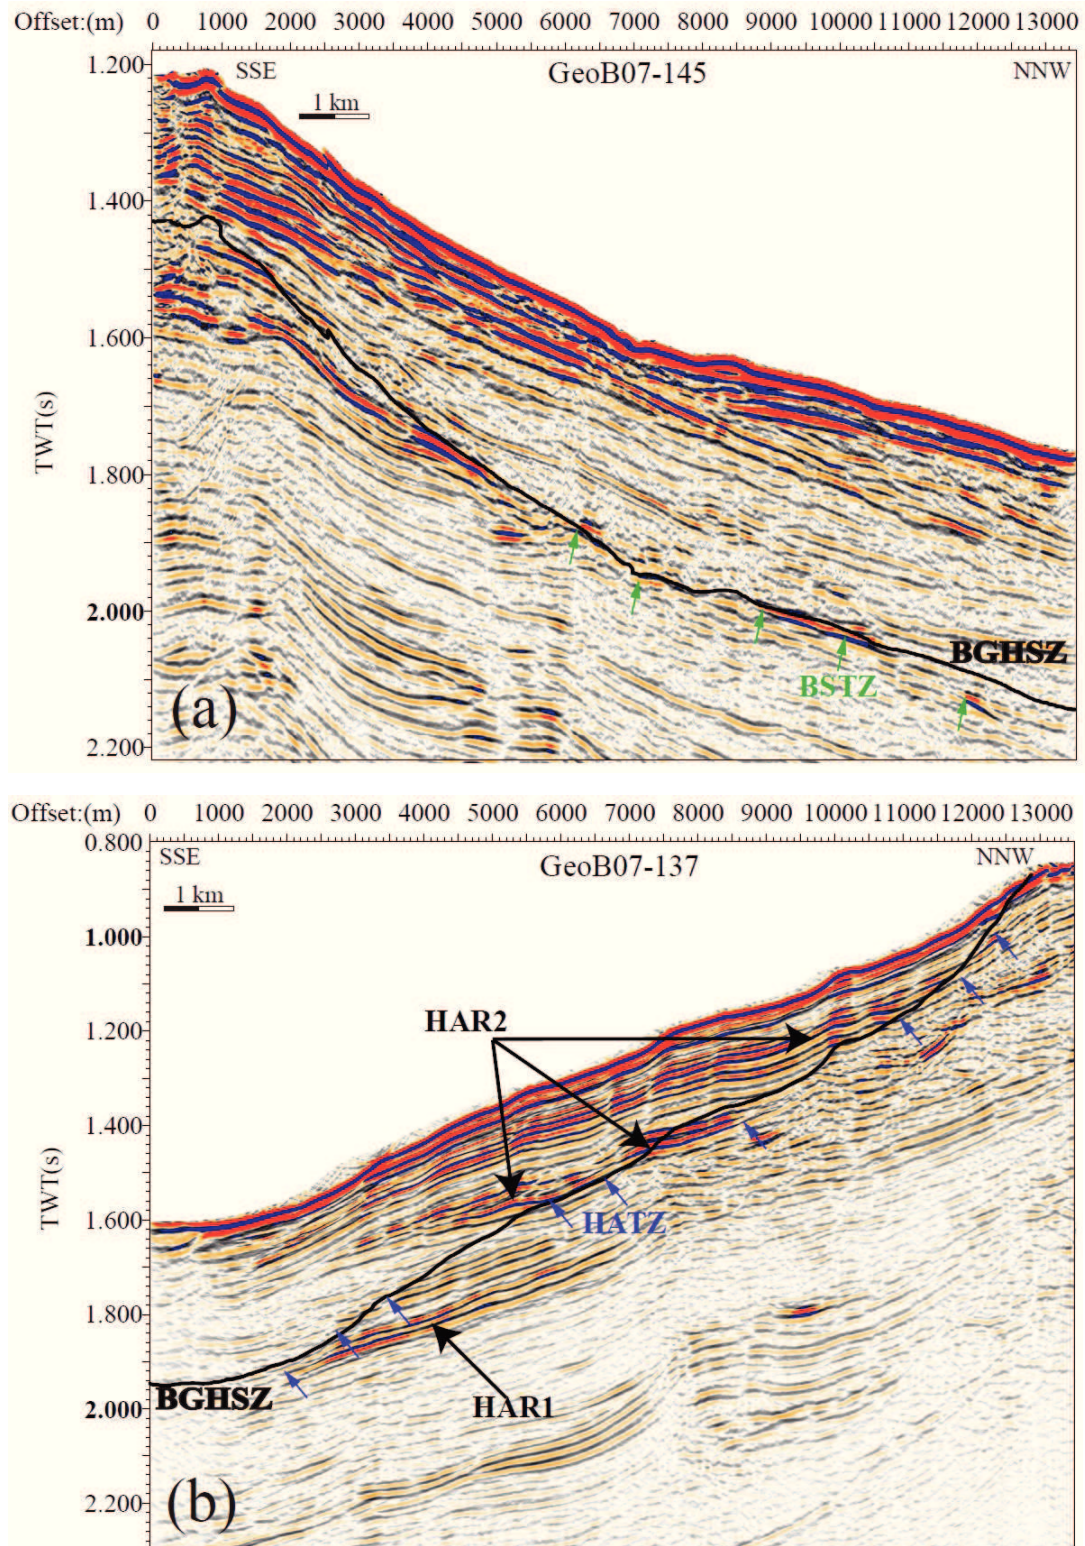 Offset:(m) 0 1000 2000 3000 4000 5000 6000 7000 8000 9000 10000 11000 12000 13000
1.200
SSE GeoB07-145 NNW
1 km
1.400
1.600
TWT(s)
1.800
2.000
BGHSZ
BSTZ
(a)
2.200
Offset:(m) 0 1000 2000 3000 4000 5000 6000 7000 8000 9000 10000 11000 12000 13000
0.800
SSE GeoB07-137 NNW
1 km
1.000
HAR2
1.200
1.400
TWT(s)
1.600
HATZ
1.800
BGHSZ
HAR1
2.000
(b)
2.200